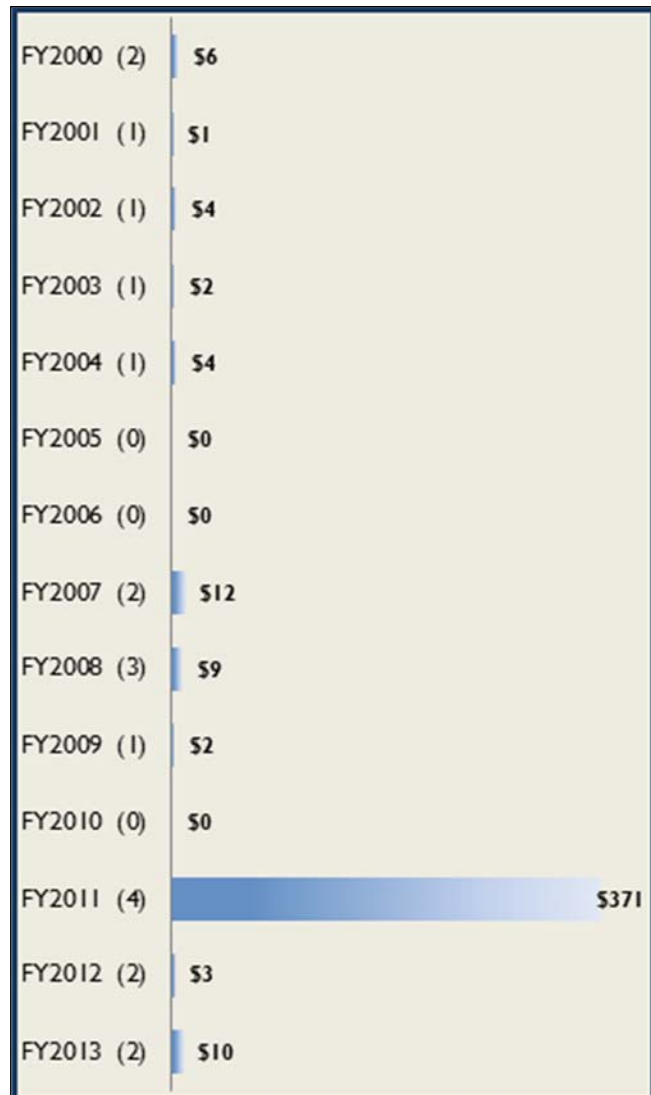 FY2000 (2) $6
FY2001 (1) $1
FY2002 (1) $4
FY2003 (1) $2
FY2004 (1) $4
FY2005 (0) $0
FY2006 (0) $0
FY2007 (2) $12
FY2008 (3) $9
FY2009 (1) $2
FY2010 (0) $0
FY2011 (4) $371
FY2012 (2) $3
FY2013 (2) $10